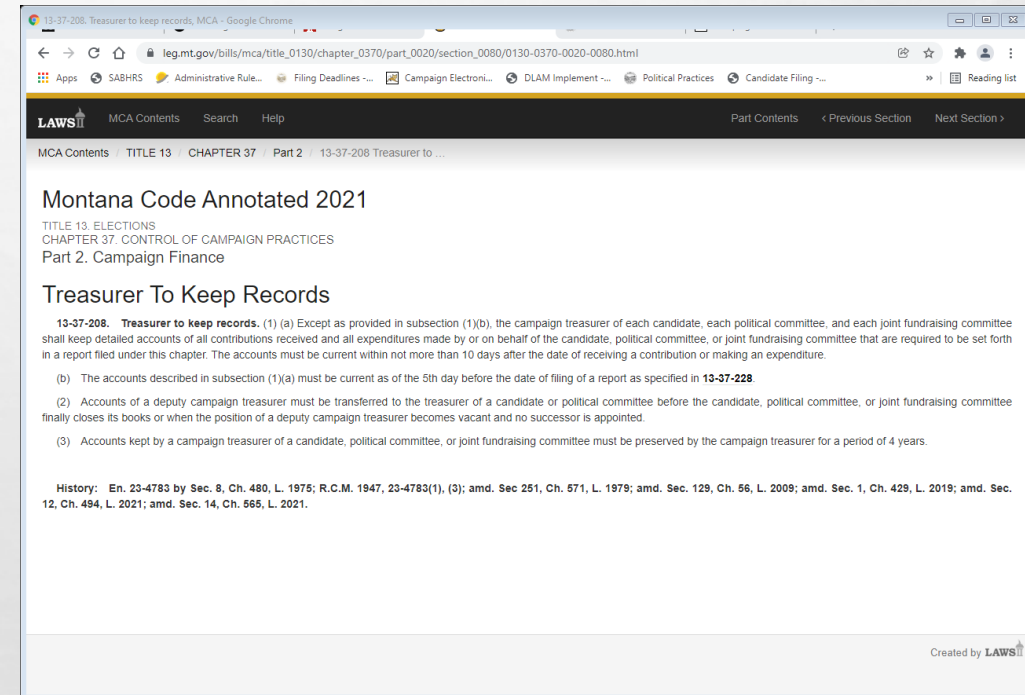 13-37-208. Treasurer to keep records, MCA - Google Chrome
leg.mt.gov/bills/mca/title_0130/chapter_0370/part_0020/section_0080/0130-0370-0020-0080.html
Apps SABHRS Administrative Rule... Filing Deadlines -... Campaign Electroni... DLAM Implement -... Political Practices Candidate Filing -... » Reading list
LAWS MCA Contents Search Help Part Contents < Previous Section Next Section >
MCA Contents / TITLE 13 / CHAPTER 37 / Part 2 / 13-37-208 Treasurer to ...
Montana Code Annotated 2021
TITLE 13. ELECTIONS
CHAPTER 37. CONTROL OF CAMPAIGN PRACTICES
Part 2. Campaign Finance
Treasurer To Keep Records
13-37-208. Treasurer to keep records. (1) (a) Except as provided in subsection (1)(b), the campaign treasurer of each candidate, each political committee, and each joint fundraising committee
shall keep detailed accounts of all contributions received and all expenditures made by or on behalf of the candidate, political committee, or joint fundraising committee that are required to be set forth
in a report filed under this chapter. The accounts must be current within not more than 10 days after the date of receiving a contribution or making an expenditure.
(b) The accounts described in subsection (1)(a) must be current as of the 5th day before the date of filing of a report as specified in 13-37-228.
(2) Accounts of a deputy campaign treasurer must be transferred to the treasurer of a candidate or political committee before the candidate, political committee, or joint fundraising committee
finally closes its books or when the position of a deputy campaign treasurer becomes vacant and no successor is appointed.
(3) Accounts kept by a campaign treasurer of a candidate, political committee, or joint fundraising committee must be preserved by the campaign treasurer for a period of 4 years.
History: En. 23-4783 by Sec. 8, Ch. 480, L. 1975; R.C.M. 1947, 23-4783(1), (3); amd. Sec 251, Ch. 571, L. 1979; amd. Sec. 129, Ch. 56, L. 2009; amd. Sec. 1, Ch. 429, L. 2019; amd. Sec.
12, Ch. 494, L. 2021; amd. Sec. 14, Ch. 565, L. 2021.
Created by LAWS